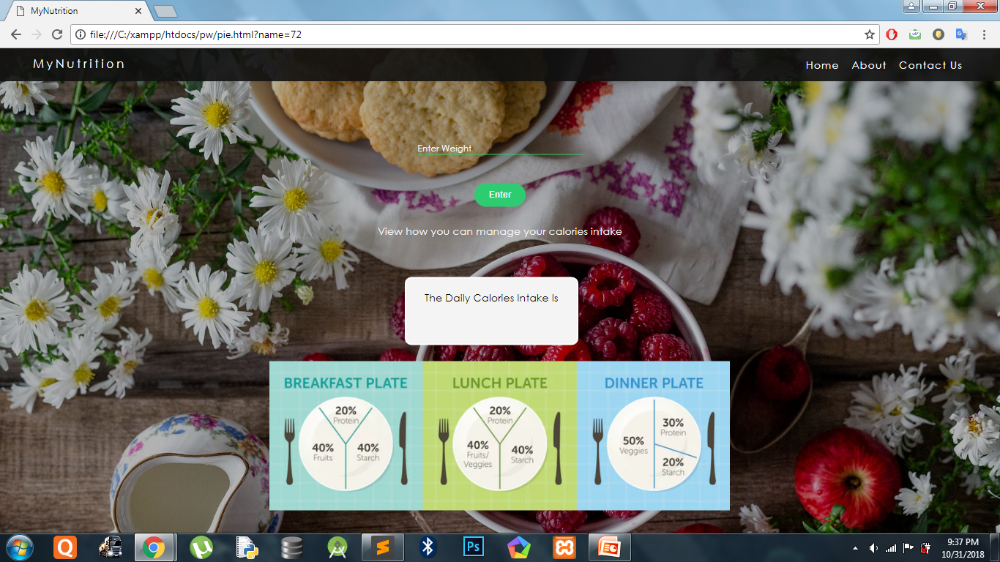 MyNutrition
file:///C:/xampp/htdocs/pw/pie.html?name=72
MyNutrition
Home About Contact Us
Enter Weight
Enter
View how you can manage your calories intake
The Daily Calories Intake Is
BREAKFAST PLATE
20%
Protein
40%
Fruits
40%
Starch
LUNCH PLATE
20%
Protein
40%
Fruits/
Veggies
40%
Starch
DINNER PLATE
50%
Veggies
30%
Protein
20%
Starch
Q
Ps
9:37 PM
10/31/2018